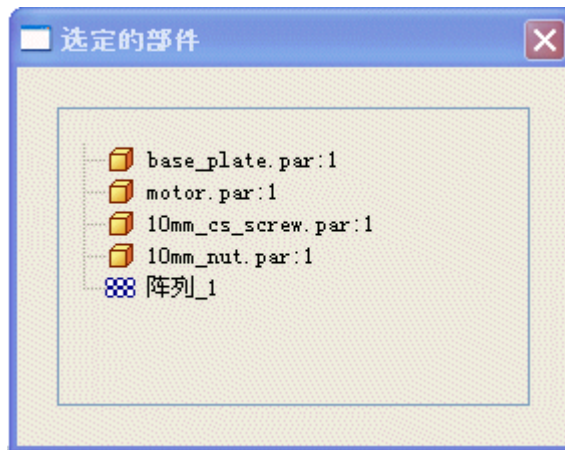 选定的部件
base_plate.par:1
motor.par:1
10mm_cs_screw.par:1
10mm_nut.par:1
阵列_1